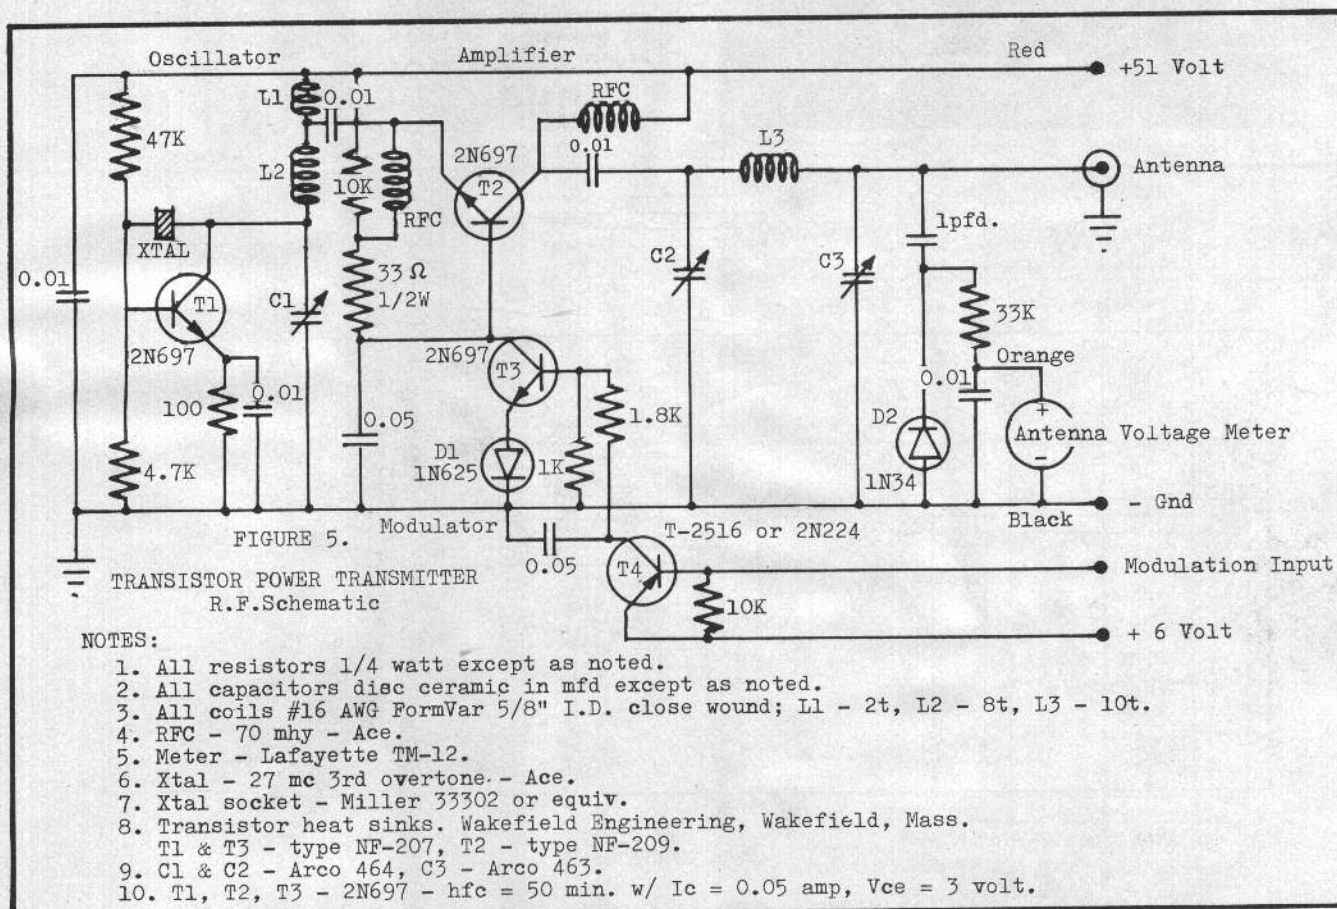 Oscillator
Amplifier
Red
+51 Volt
L1
0.01
RFC
47K
L2
10K
RFC
2N697
T2
0.01
L3
Antenna
XTAL
1pfd.
0.01
T1
C1
33 Ω
1/2W
C2
C3
33K
2N697
2N697
T3
Orange
0.01
100
0.01
0.05
1.8K
D2
+
Antenna Voltage Meter
-
4.7K
D1
1N625
1K
1N34
Gnd
FIGURE 5.
Modulator
T-2516 or 2N224
Black
TRANSISTOR POWER TRANSMITTER
R.F.Schematic
0.05
T4
Modulation Input
10K
+ 6 Volt
NOTES:
1. All resistors 1/4 watt except as noted.
2. All capacitors disc ceramic in mfd except as noted.
3. All coils #16 AWG FormVar 5/8" I.D. close wound; L1 - 2t, L2 - 8t, L3 - 10t.
4. RFC - 70 mhy - Ace.
5. Meter - Lafayette TM-12.
6. Xtal - 27 mc 3rd overtone - Ace.
7. Xtal socket - Miller 33302 or equiv.
8. Transistor heat sinks. Wakefield Engineering, Wakefield, Mass.
T1 & T3 - type NF-207, T2 - type NF-209.
9. C1 & C2 - Arco 464, C3 - Arco 463.
10. T1, T2, T3 - 2N697 - hfc = 50 min. w/ Ic = 0.05 amp, Vce = 3 volt.